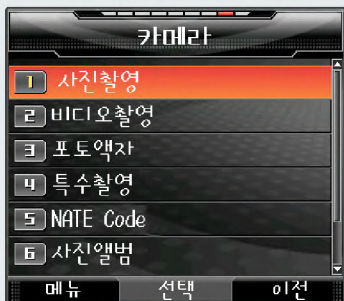 카메라
1 사진촬영
2 비디오촬영
3 포토액자
4 특수촬영
5 NATE Code
6 사진앨범
메뉴 선택 이전